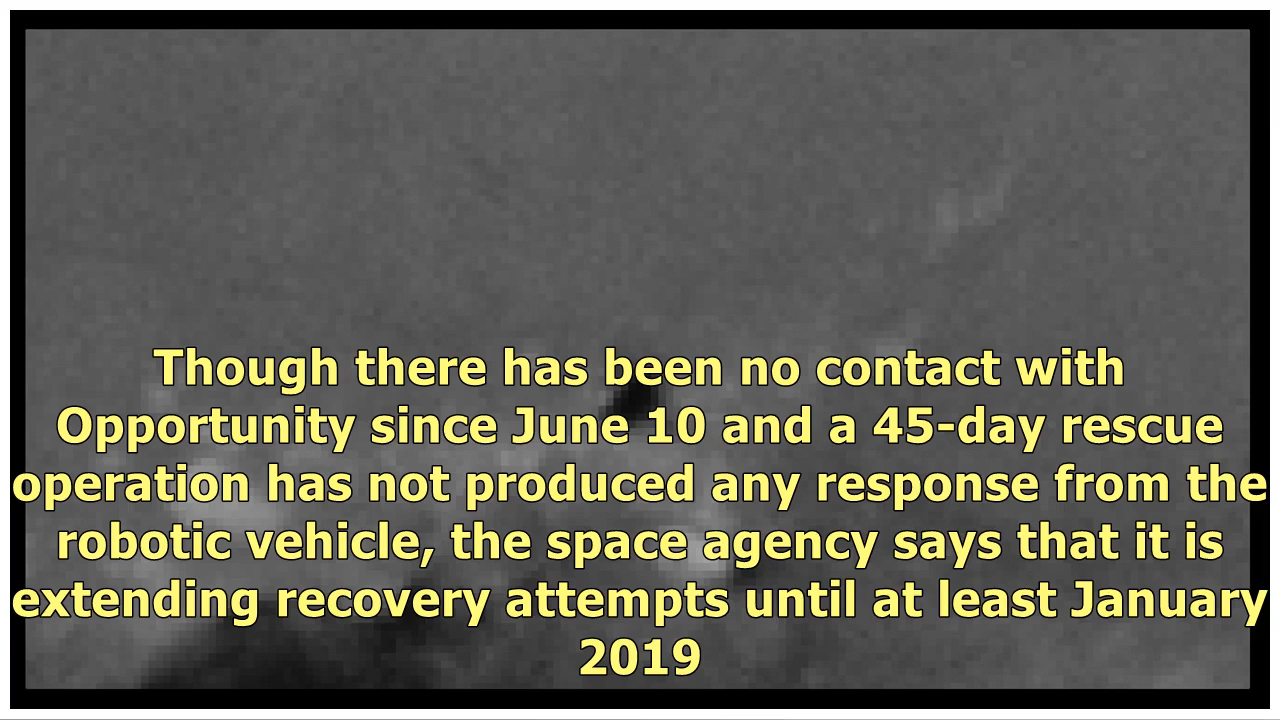 Though there has been no contact with
Opportunity since June 10 and a 45-day rescue
operation has not produced any response from the
robotic vehicle, the space agency says that it is
extending recovery attempts until at least January
2019